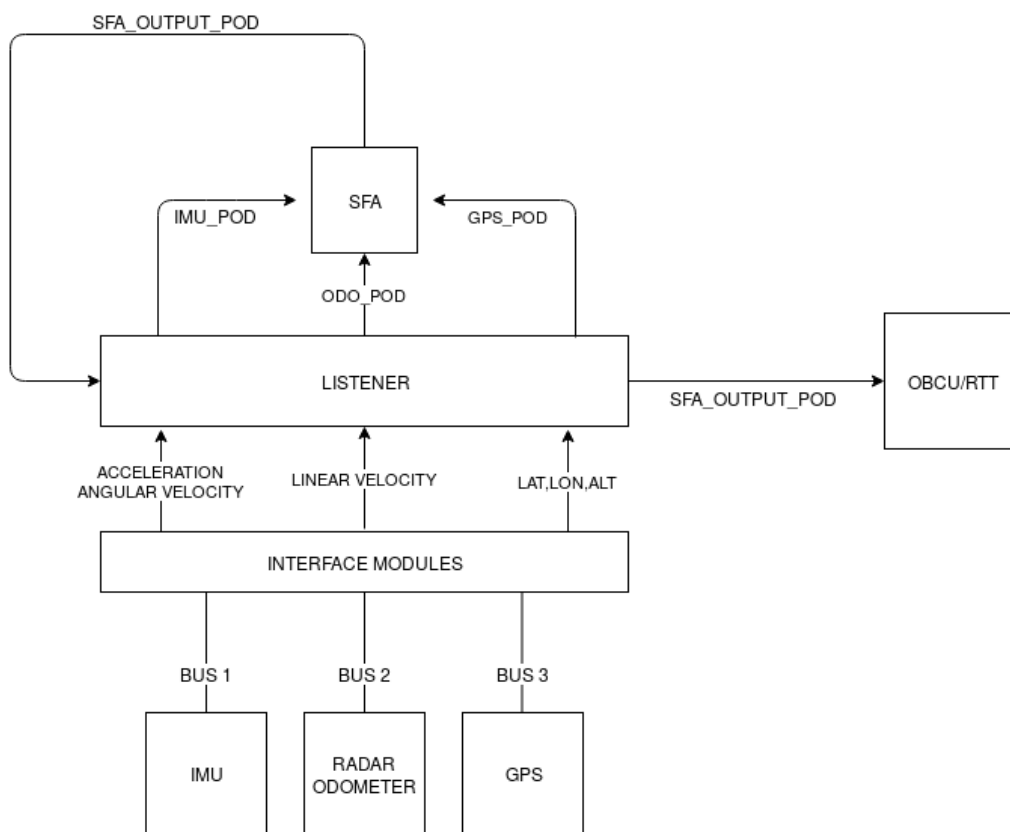 SFA_OUTPUT_POD
SFA
IMU_POD
GPS_POD
ODO_POD
LISTENER
OBCU/RTT
SFA_OUTPUT_POD
ACCELERATION
ANGULAR VELOCITY
LINEAR VELOCITY
LAT,LON,ALT
INTERFACE MODULES
BUS 1
BUS 2
BUS 3
IMU
RADAR
ODOMETER
GPS